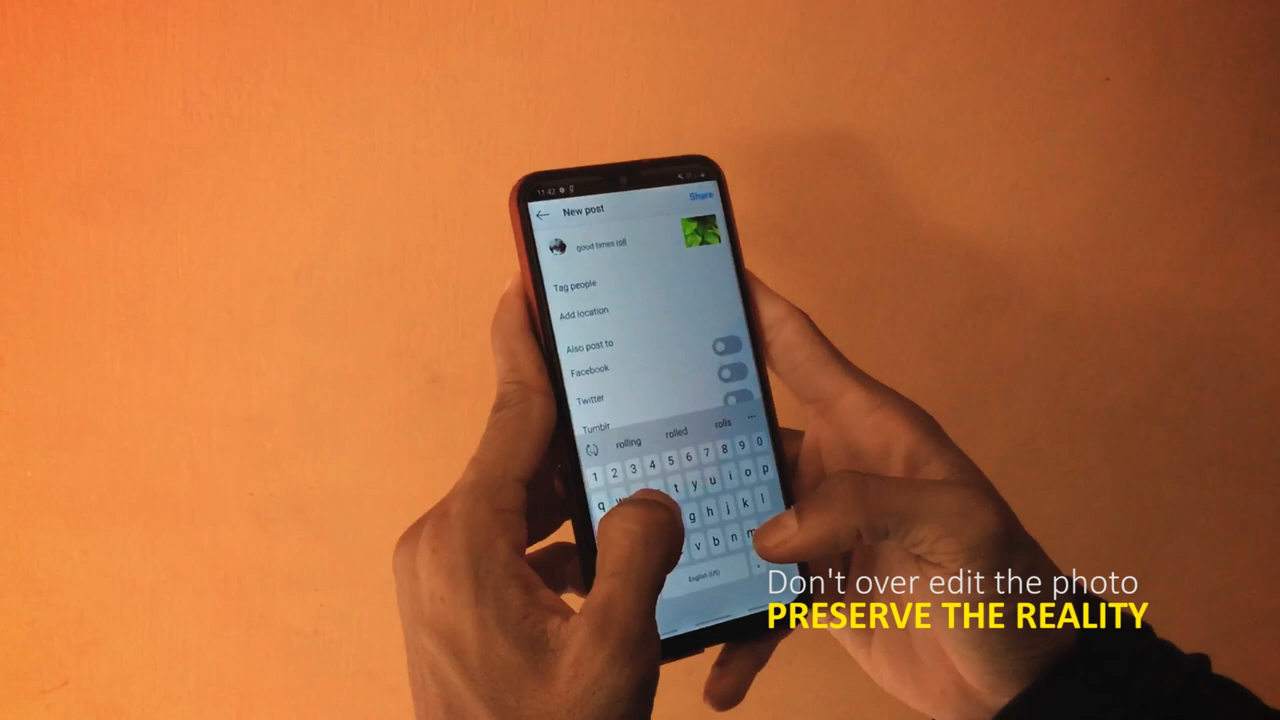 11:42 g
New post
Share
good times roll
Tag people
Add location
Also post to
Facebook
Twitter
Tumblr
rolling rolled rolls ...
1 2 3 4 5 6 7 8 9 0
q w t y u i o p
g h j k l
v b n m
English (US)
Don't over edit the photo
PRESERVE THE REALITY